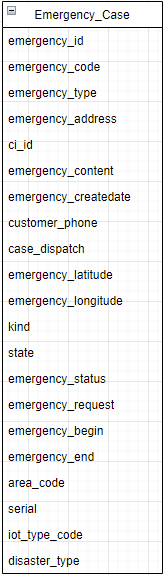 Emergency_Case
emergency_id
emergency_code
emergency_type
emergency_address
ci_id
emergency_content
emergency_createdate
customer_phone
case_dispatch
emergency_latitude
emergency_longitude
kind
state
emergency_status
emergency_request
emergency_begin
emergency_end
area_code
serial
iot_type_code
disaster_type